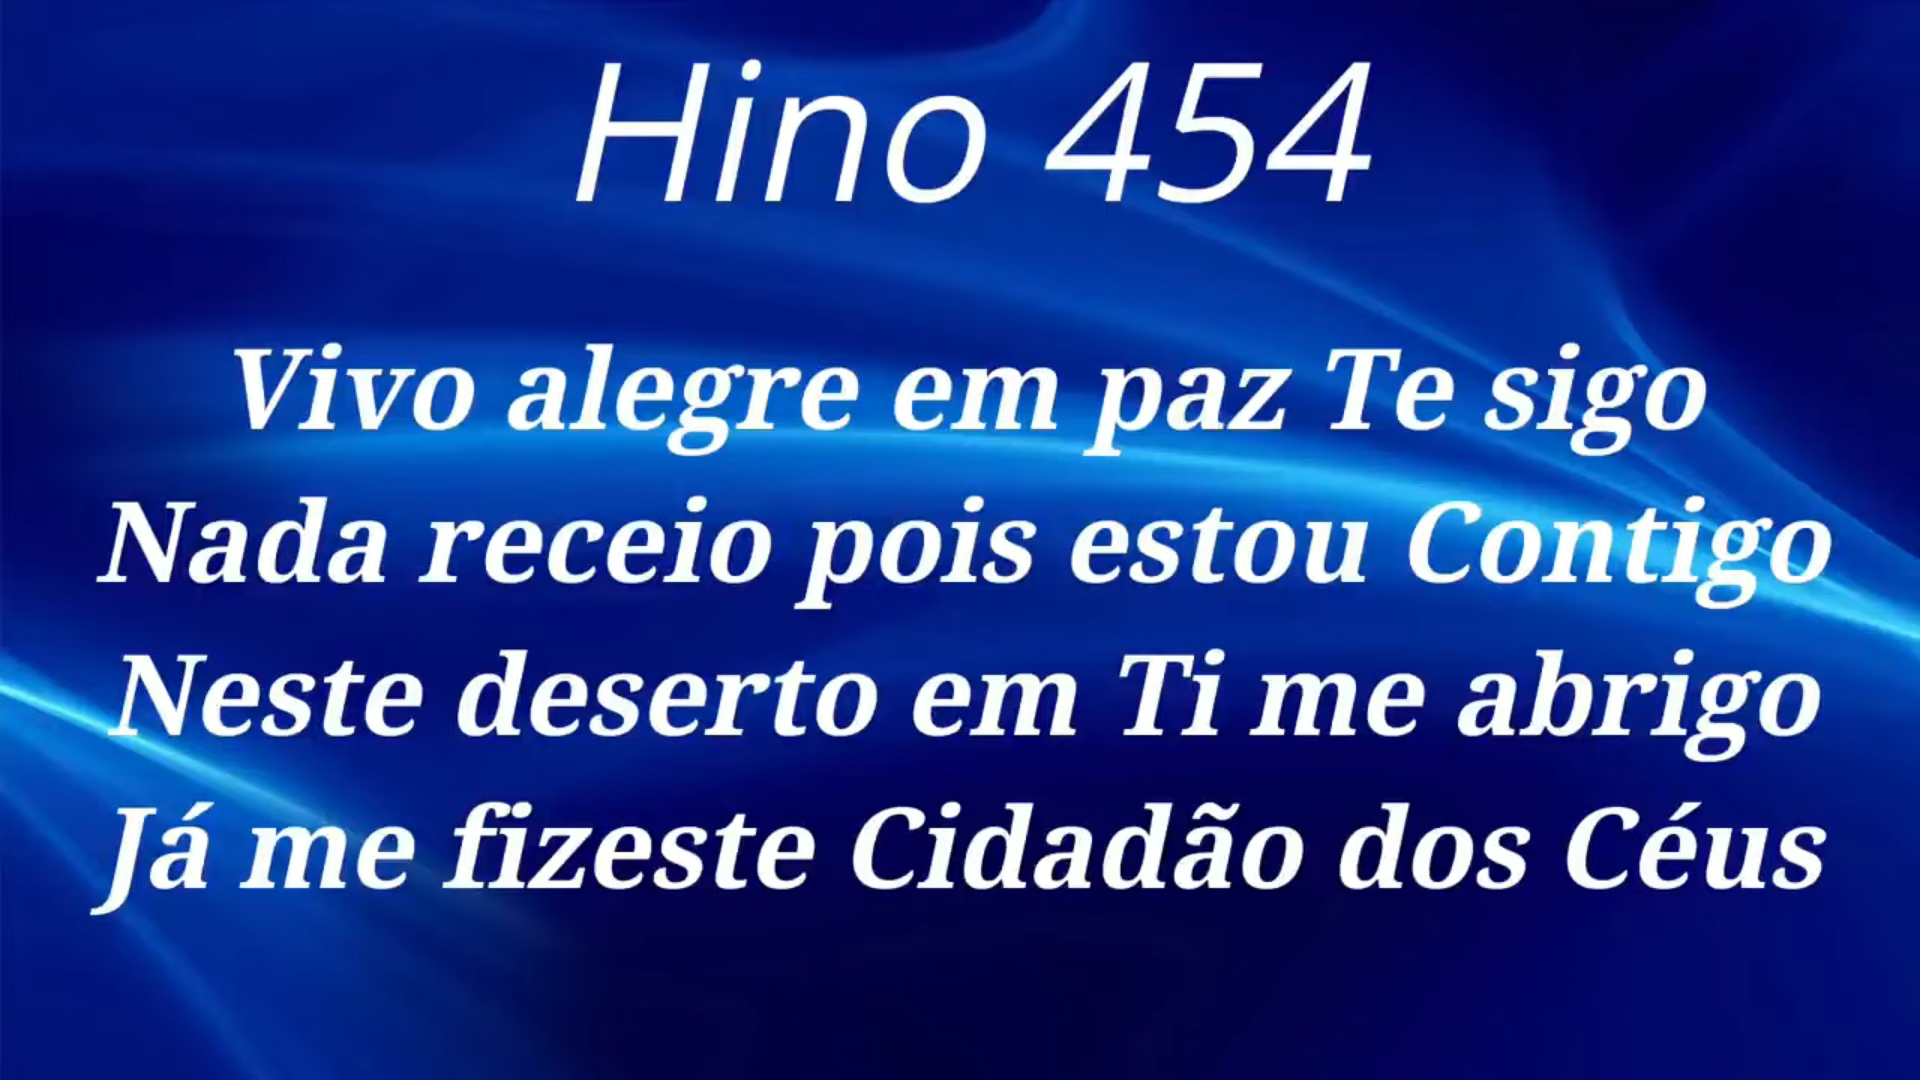 Hino 454
Vivo alegre em paz Te sigo
Nada receio pois estou Contigo
Neste deserto em Ti me abrigo
Já me fizeste Cidadão dos Céus